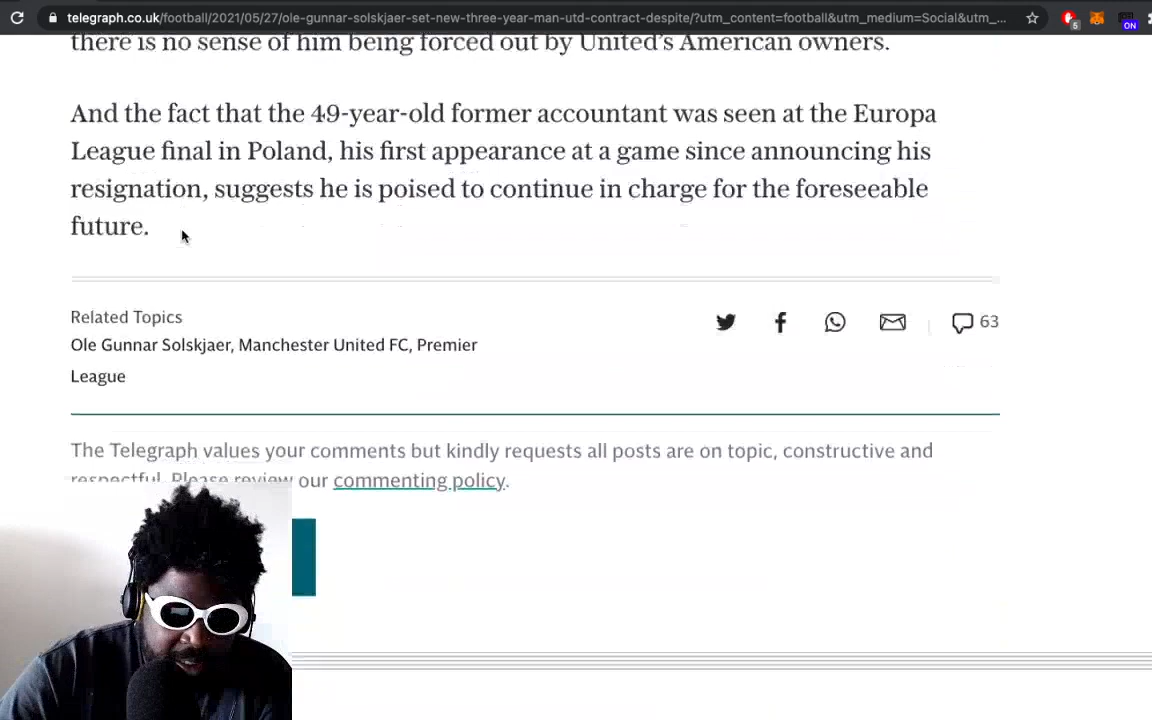 telegraph.co.uk/football/2021/05/27/ole-gunnar-solskjaer-set-new-three-year-man-utd-contract-despite/?utm_content=football&utm_medium=Social&utm_...
5
ON
there is no sense of him being forced out by United's American owners.
And the fact that the 49-year-old former accountant was seen at the Europa
League final in Poland, his first appearance at a game since announcing his
resignation, suggests he is poised to continue in charge for the foreseeable
future.
Related Topics
63
Ole Gunnar Solskjaer, Manchester United FC, Premier
League
The Telegraph values your comments but kindly requests all posts are on topic, constructive and
respectful. Please review our commenting policy.